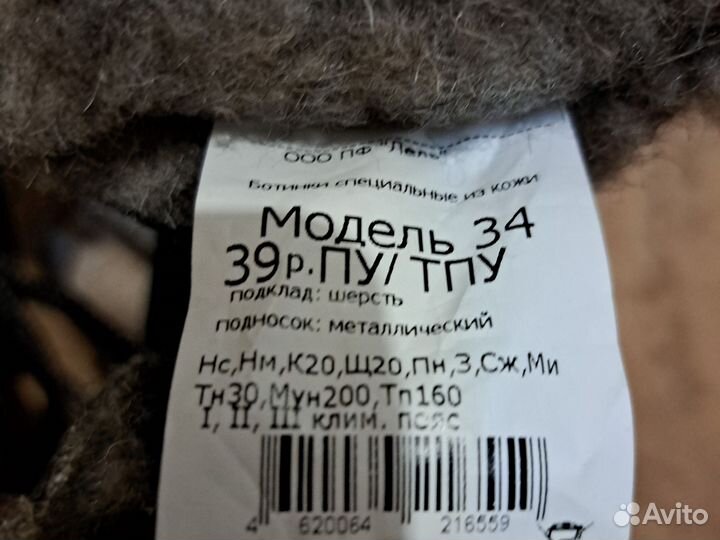 ООО ПФ "Лель"
Ботинки специальные из кожи
Модель 34
39р.ПУ/ ТПУ
подклад: шерсть
подносок: металлический
Нс,Нм,К20,Щ20,Пн,З,Сж,Ми
Тн30,Мун200,Тп160
I, II, III клим. пояс
4 620064 216559
Avito